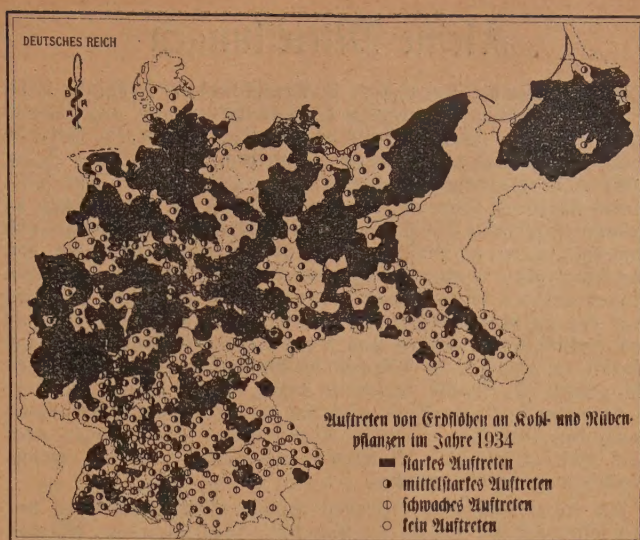 DEUTSCHES REICH
B
R A
Auftreten von Erdflöhen an Kohl- und Rüben-
pflanzen im Jahre 1934
starkes Auftreten
mittelstarkes Auftreten
schwaches Auftreten
kein Auftreten